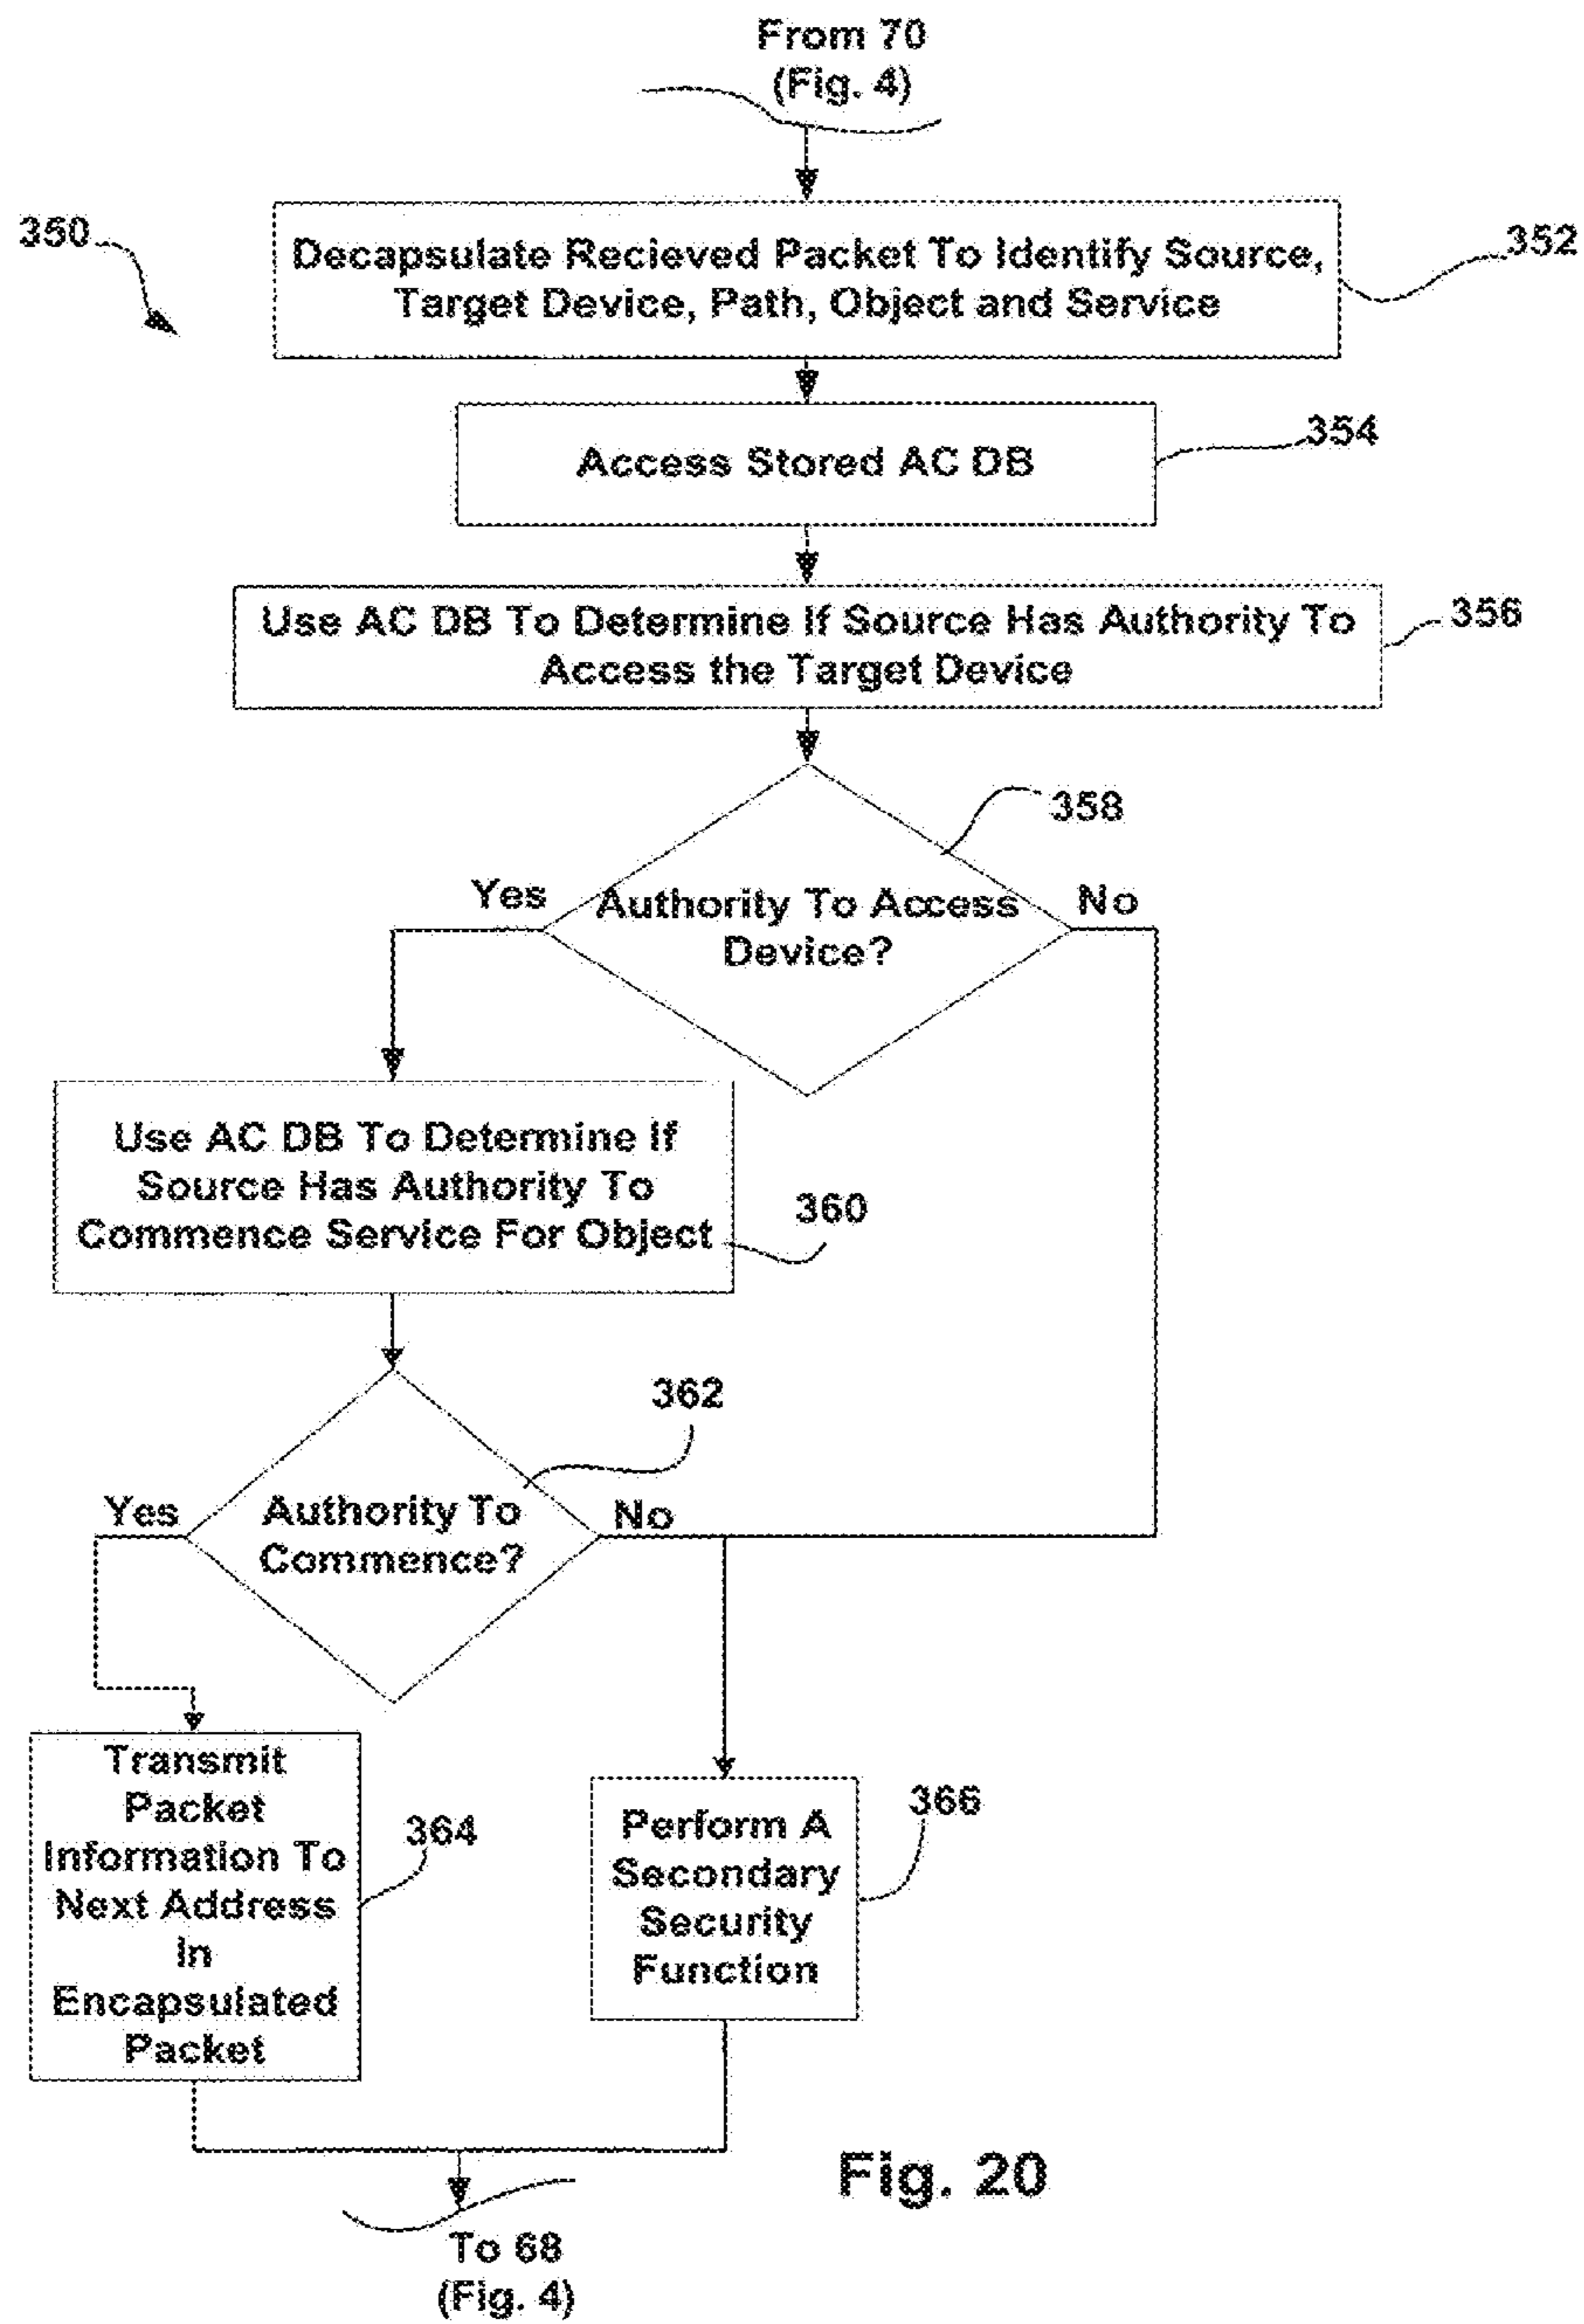 From 70
(Fig. 4)
350
Decapsulate Recieved Packet To Identify Source,
Target Device, Path, Object and Service
352
Access Stored AC DB
354
Use AC DB To Determine If Source Has Authority To
Access the Target Device
356
358
Yes
Authority To Access
Device?
No
Use AC DB To Determine If
Source Has Authority To
Commence Service For Object
360
362
Yes
Authority To
Commence?
No
Transmit
Packet
Information To
Next Address
In
Encapsulated
Packet
364
Perform A
Secondary
Security
Function
366
Fig. 20
To 68
(Fig. 4)